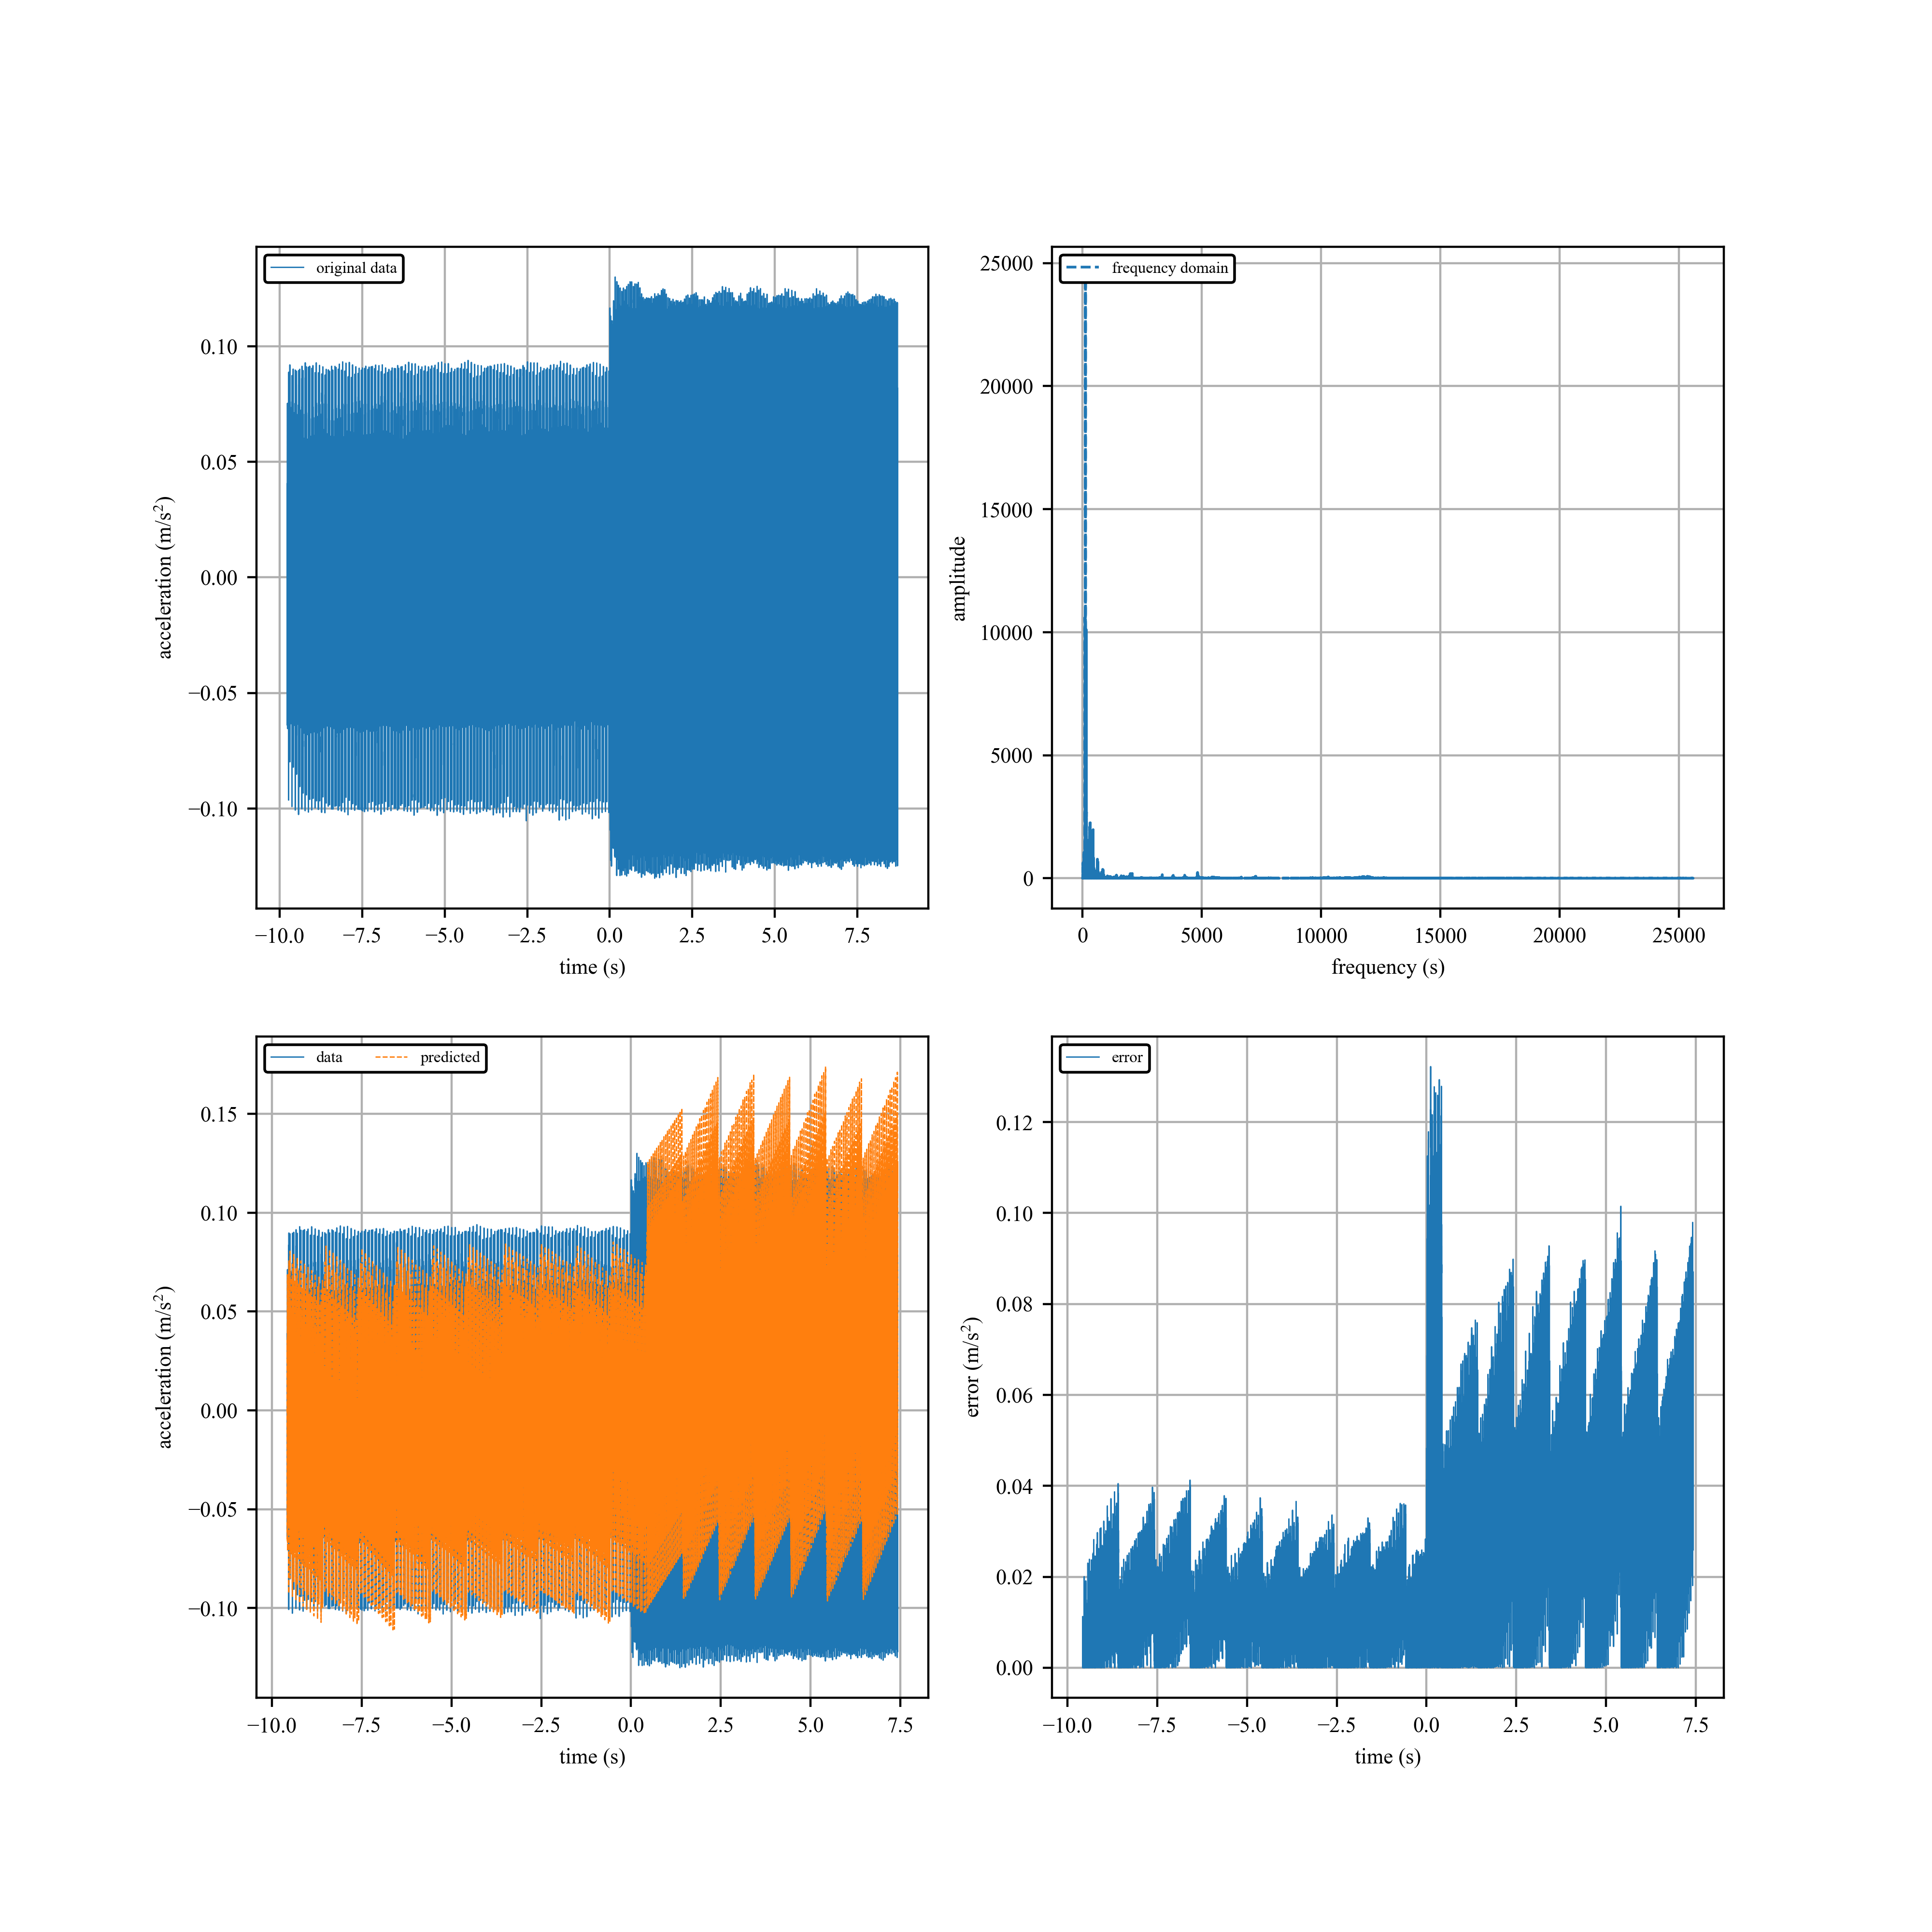 original data
0.10
0.05
0.00
−0.05
−0.10
acceleration (m/s²)
−10.0 −7.5 −5.0 −2.5 0.0 2.5 5.0 7.5
time (s)
frequency domain
25000
20000
15000
10000
5000
0
amplitude
0 5000 10000 15000 20000 25000
frequency (s)
data predicted
0.15
0.10
0.05
0.00
−0.05
−0.10
acceleration (m/s²)
−10.0 −7.5 −5.0 −2.5 0.0 2.5 5.0 7.5
time (s)
error
0.12
0.10
0.08
0.06
0.04
0.02
0.00
error (m/s²)
−10.0 −7.5 −5.0 −2.5 0.0 2.5 5.0 7.5
time (s)